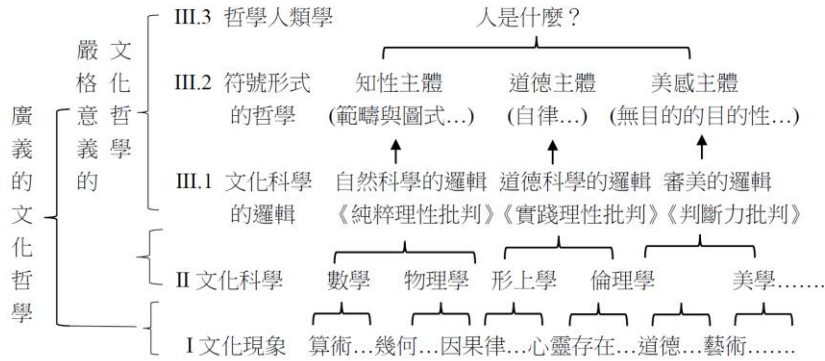 III.3 哲學人類學 人是什麼？
III.2 符號形式 知性主體 道德主體 美感主體
的哲學 (範疇與圖式…) (自律…) (無目的的目的性…)
III.1 文化科學 自然科學的邏輯 道德科學的邏輯 審美的邏輯
的邏輯 《純粹理性批判》 《實踐理性批判》 《判斷力批判》
II 文化科學 數學 物理學 形上學 倫理學 美學…….
I 文化現象 算術…幾何…因果律…心靈存在…道德…藝術…….
嚴格意義的
文化哲學
廣義的文化哲學